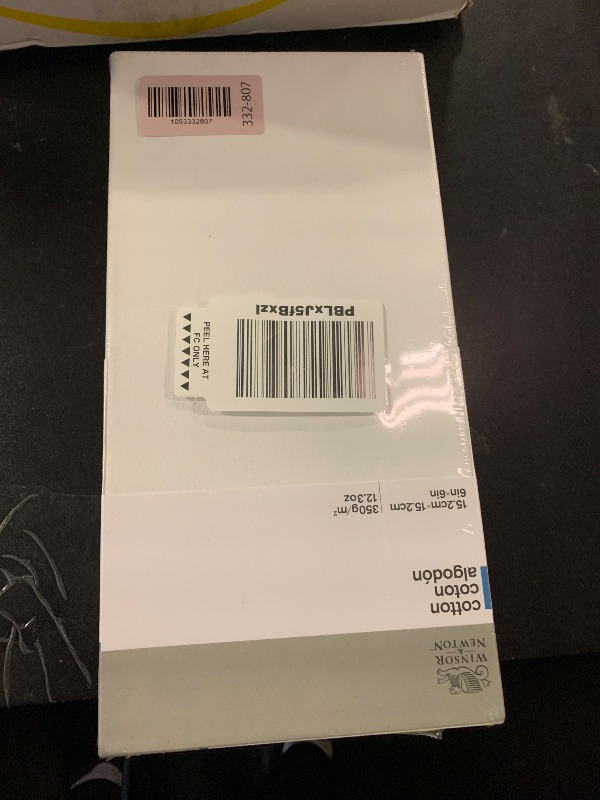 332-807
1053332807
PBLxJ5fBxzl
PEEL HERE AT
FC ONLY
15.2cm×15.2cm
6in×6in
350g/m²
12.3oz
cotton
coton
algodón
WINSOR
&
NEWTON™